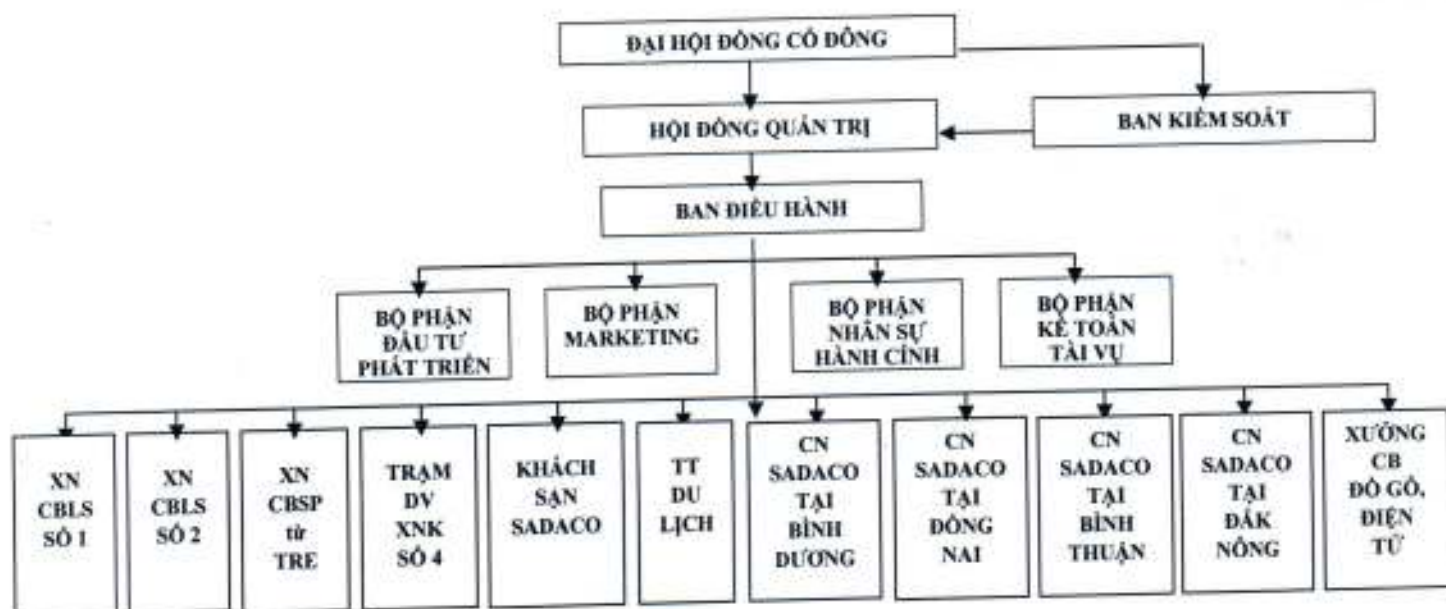 ĐẠI HỘI ĐỒNG CỔ ĐÔNG
HỘI ĐỒNG QUẢN TRỊ
BAN KIỂM SOÁT
BAN ĐIỀU HÀNH
BỘ PHẬN
ĐẦU TƯ
PHÁT TRIỂN
BỘ PHẬN
MARKETING
BỘ PHẬN
NHÂN SỰ
HÀNH CÍNH
BỘ PHẬN
KẾ TOÁN
TÀI VỤ
XN
CBLS
SỐ 1
XN
CBLS
SỐ 2
XN
CBSP
từ
TRE
TRẠM
DV
XNK
SỐ 4
KHÁCH
SẠN
SADACO
TT
DU
LỊCH
CN
SADACO
TẠI
BÌNH
DƯƠNG
CN
SADACO
TẠI
ĐỒNG
NAI
CN
SADACO
TẠI
BÌNH
THUẬN
CN
SADACO
TẠI
ĐẮK
NÔNG
XƯỞNG
CB
ĐỒ GỖ,
ĐIỆN
TỬ